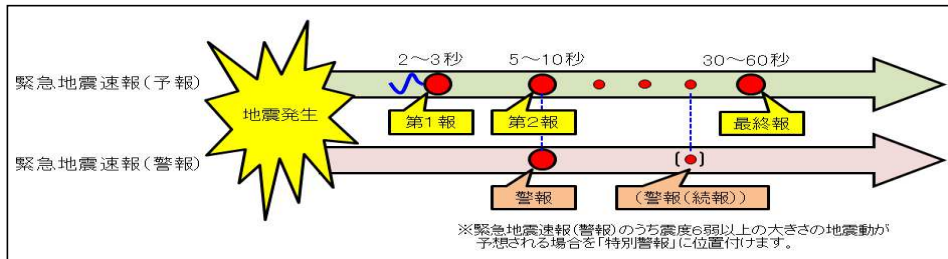 2～3秒
5～10秒
30～60秒
緊急地震速報(予報)
地震発生
第1報
第2報
最終報
緊急地震速報(警報)
警報
(警報(続報))
※緊急地震速報(警報)のうち震度6弱以上の大きさの地震動が
予想される場合を「特別警報」に位置付けます。